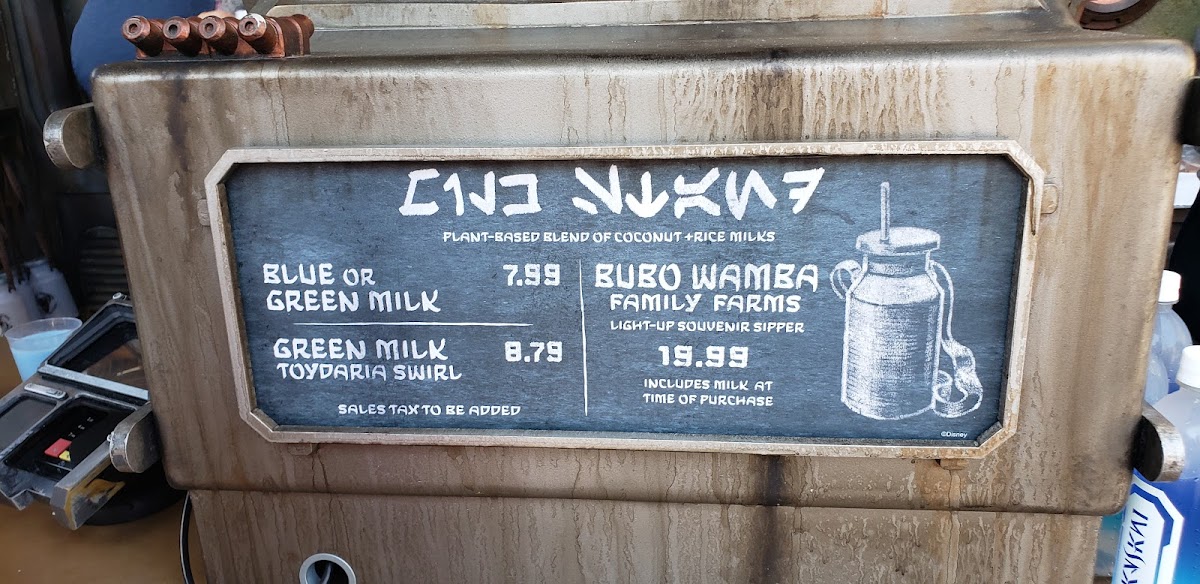 PLANT-BASED BLEND OF COCONUT + RICE MILKS
BLUE OR
GREEN MILK
7.99
GREEN MILK
TOYDARIA SWIRL
8.79
SALES TAX TO BE ADDED
BUBO WAMBA
FAMILY FARMS
LIGHT-UP SOUVENIR SIPPER
19.99
INCLUDES MILK AT
TIME OF PURCHASE
©Disney